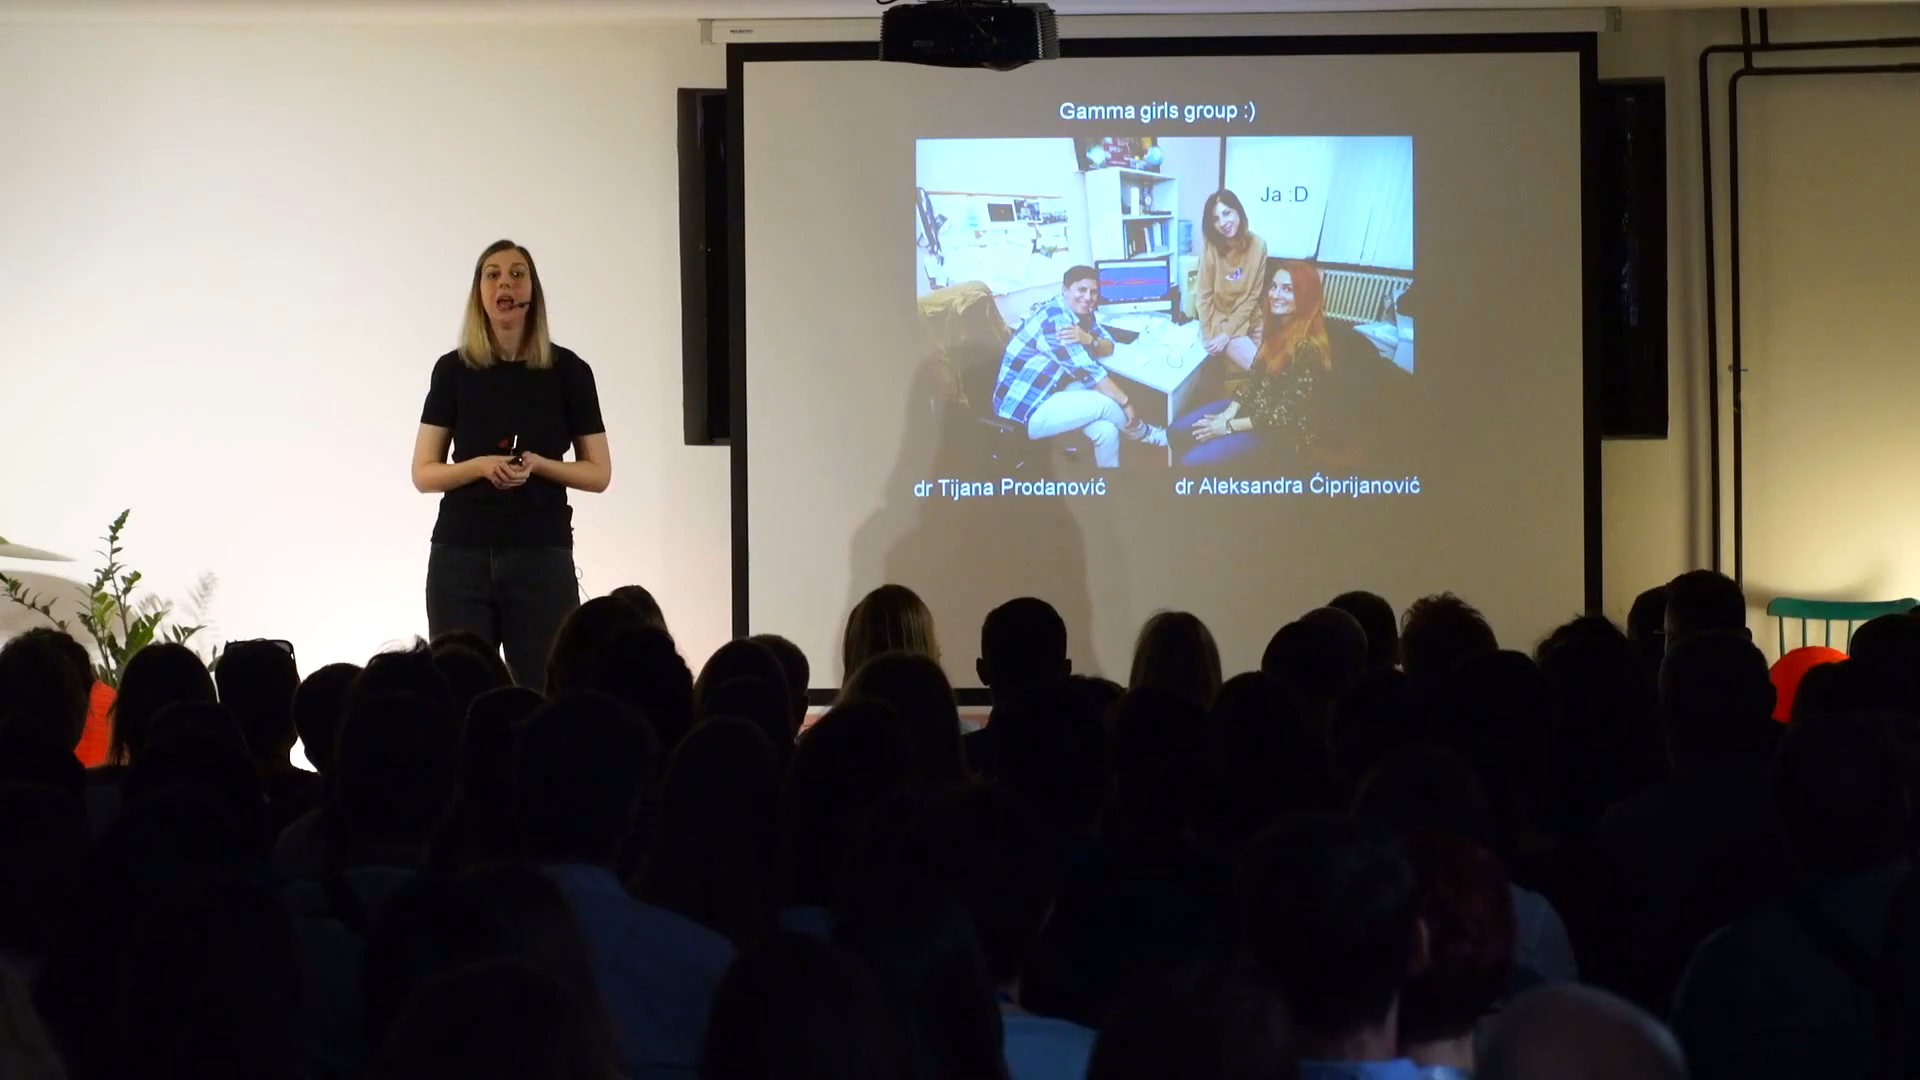 Gamma girls group :)
Ja :D
dr Tijana Prodanović
dr Aleksandra Ćiprijanović